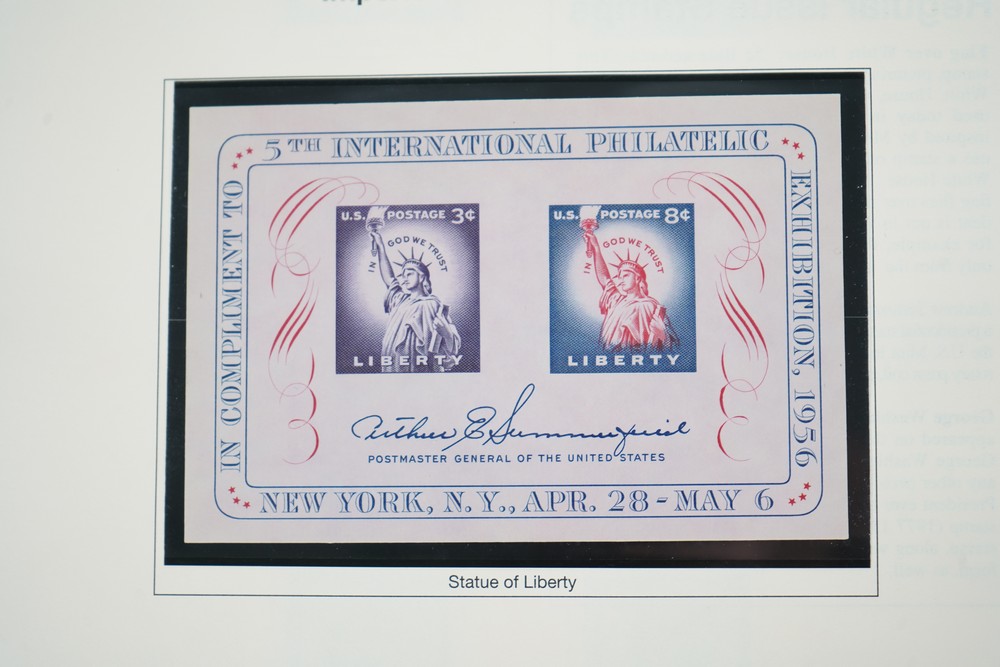 IN COMPLIMENT TO
5TH INTERNATIONAL PHILATELIC
EXHIBITION, 1956
U.S. POSTAGE 3¢
IN GOD WE TRUST
LIBERTY
U.S. POSTAGE 8¢
IN GOD WE TRUST
LIBERTY
Arthur E. Summerfield
POSTMASTER GENERAL OF THE UNITED STATES
NEW YORK, N.Y., APR. 28 - MAY 6
Statue of Liberty